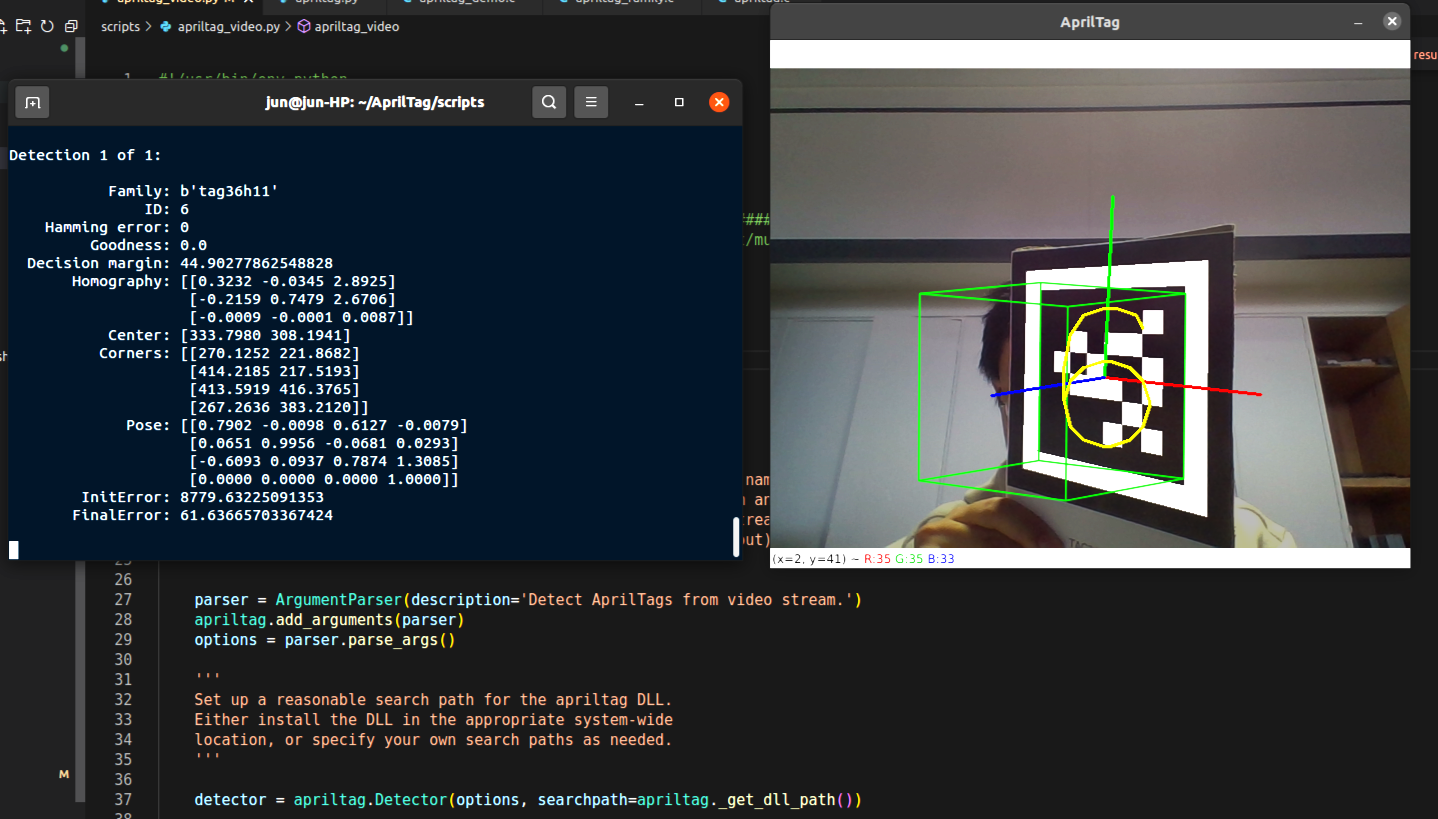 apriltag_video.py M
scripts > apriltag_video.py > apriltag_video
1 #!/usr/bin/env python
jun@jun-HP: ~/AprilTag/scripts
Detection 1 of 1:
Family: b'tag36h11'
ID: 6
Hamming error: 0
Goodness: 0.0
Decision margin: 44.90277862548828
Homography: [[0.3232 -0.0345 2.8925]
[-0.2159 0.7479 2.6706]
[-0.0009 -0.0001 0.0087]]
Center: [333.7980 308.1941]
Corners: [[270.1252 221.8682]
[414.2185 217.5193]
[413.5919 416.3765]
[267.2636 383.2120]]
Pose: [[0.7902 -0.0098 0.6127 -0.0079]
[0.0651 0.9956 -0.0681 0.0293]
[-0.6093 0.0937 0.7874 1.3085]
[0.0000 0.0000 0.0000 1.0000]]
InitError: 8779.63225091353
FinalError: 61.63665703367424
AprilTag
(x=2, y=41) ~ R:35 G:35 B:33
26
27 parser = ArgumentParser(description='Detect AprilTags from video stream.')
28 apriltag.add_arguments(parser)
29 options = parser.parse_args()
30
31 '''
32 Set up a reasonable search path for the apriltag DLL.
33 Either install the DLL in the appropriate system-wide
34 location, or specify your own search paths as needed.
35 '''
36
37 detector = apriltag.Detector(options, searchpath=apriltag._get_dll_path())
M